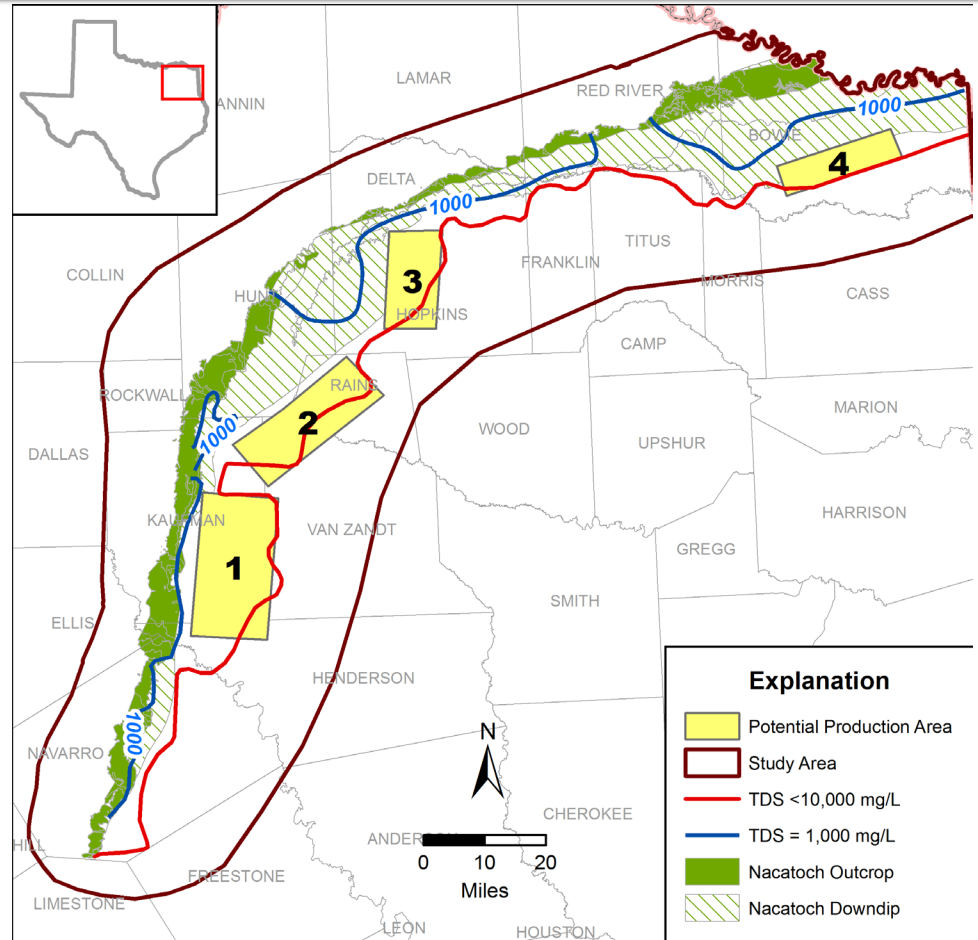 LAMAR
RED RIVER
ANNIN
1000
BOWIE
4
DELTA
1000
TITUS
FRANKLIN
COLLIN
3
MORRIS
CASS
HUNT
HOPKINS
CAMP
RAINS
ROCKWALL
MARION
2
1000
WOOD
UPSHUR
DALLAS
HARRISON
KAUFMAN
VAN ZANDT
GREGG
1
SMITH
ELLIS
HENDERSON
Explanation
Potential Production Area
Study Area
TDS <10,000 mg/L
TDS = 1,000 mg/L
Nacatoch Outcrop
Nacatoch Downdip
1000
N
NAVARRO
CHEROKEE
HILL
ANDERSON
0 10 20
Miles
FREESTONE
LIMESTONE
LEON
HOUSTON